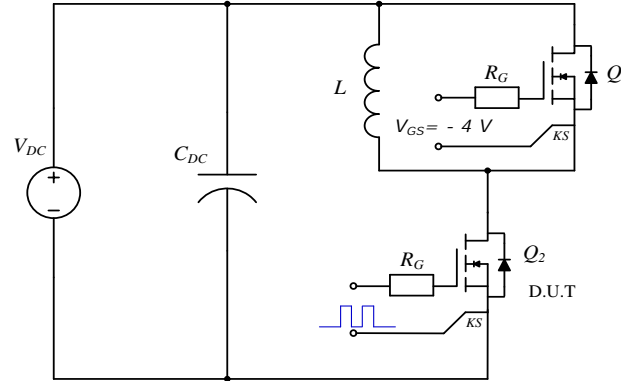 R_G
Q
L
V_GS= - 4 V
KS
V_DC
C_DC
R_G
Q_2
D.U.T
KS